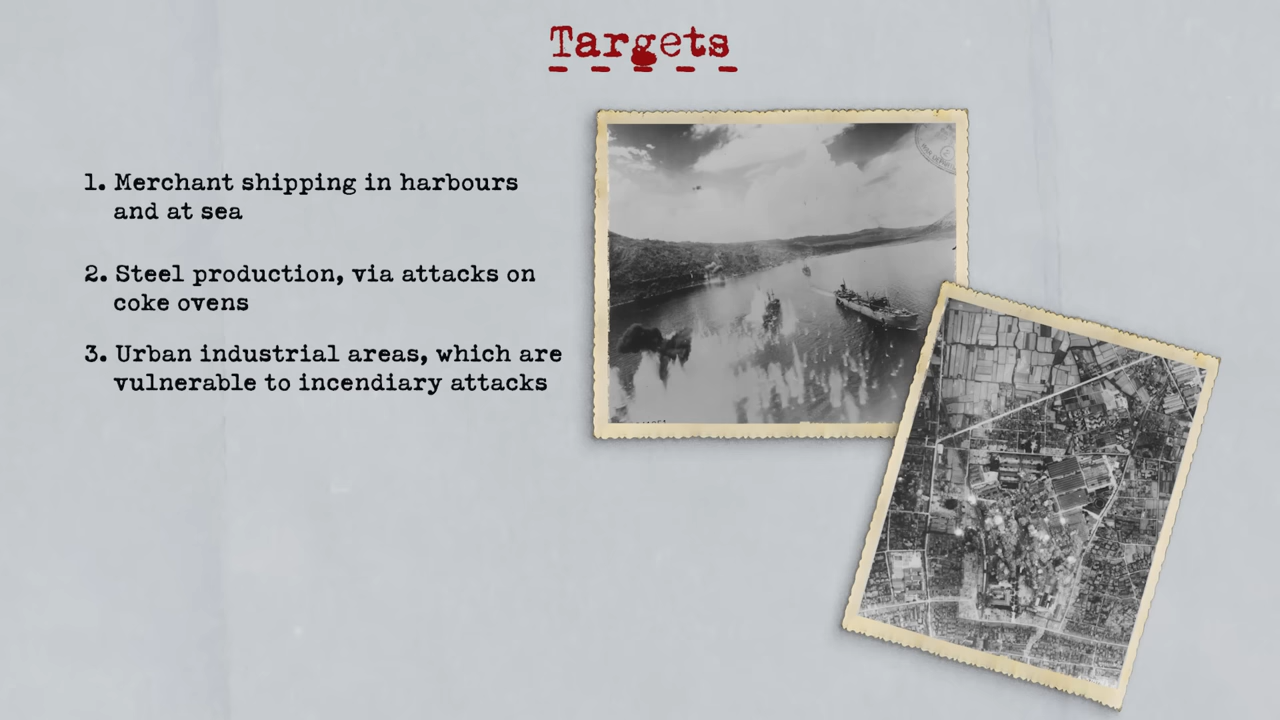 Targets
1. Merchant shipping in harbours
and at sea
2. Steel production, via attacks on
coke ovens
3. Urban industrial areas, which are
vulnerable to incendiary attacks